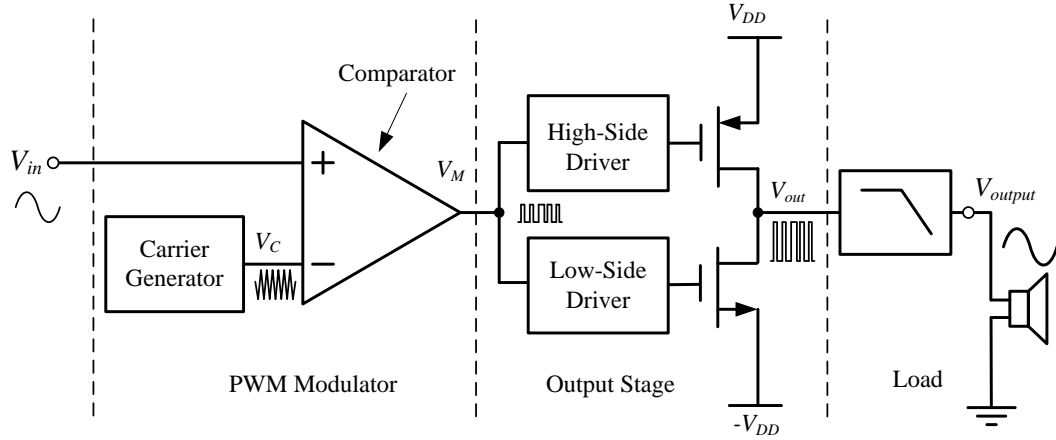 V_DD
Comparator
High-Side
Driver
V_in
+
V_M
V_out
V_output
Carrier
Generator
V_C
−
Low-Side
Driver
PWM Modulator
Output Stage
Load
-V_DD